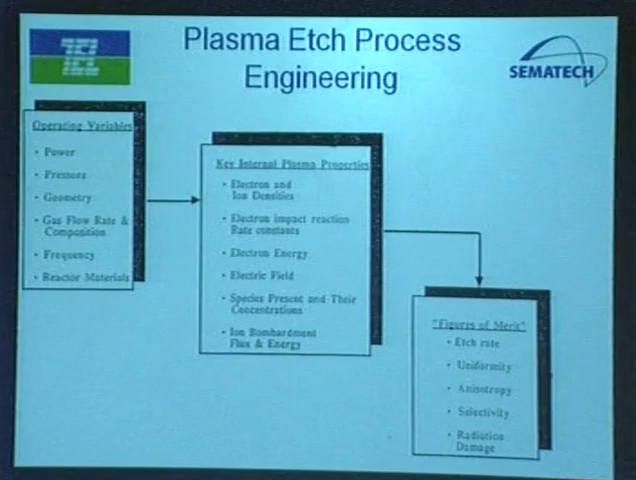 TEL
Plasma Etch Process
Engineering
SEMATECH
Operating Variables
• Power
• Pressure
• Geometry
• Gas Flow Rate &
Composition
• Frequency
• Reactor Materials
Key Internal Plasma Properties
• Electron and
Ion Densities
• Electron impact reaction
Rate constants
• Electron Energy
• Electric Field
• Species Present and Their
Concentrations
• Ion Bombardment
Flux & Energy
"Figures of Merit"
• Etch rate
• Uniformity
• Anisotropy
• Selectivity
• Radiation
Damage